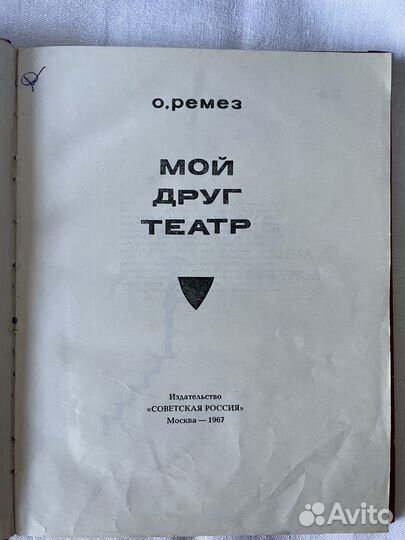 о. ремез
МОЙ
ДРУГ
ТЕАТР
Издательство
«СОВЕТСКАЯ РОССИЯ»
Москва — 1967
Avito